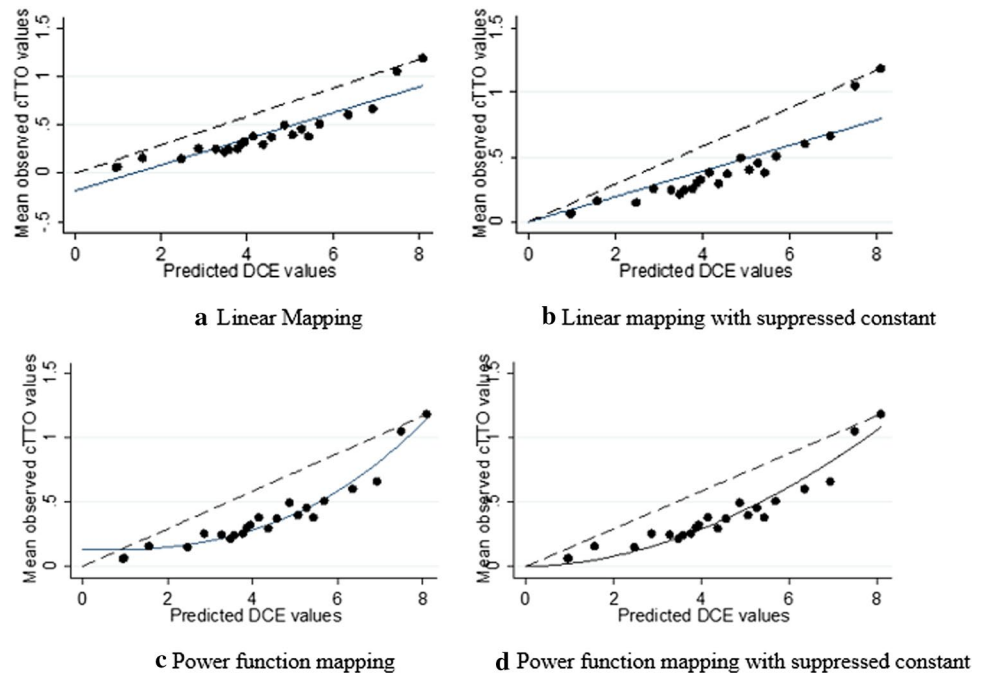 Mean observed cTTO values
1.5
1
.5
0
-.5
0 2 4 6 8
Predicted DCE values
a Linear Mapping
Mean observed cTTO values
1.5
1
.5
0
0 2 4 6 8
Predicted DCE values
b Linear mapping with suppressed constant
Mean observed cTTO values
1.5
1
.5
0
0 2 4 6 8
Predicted DCE values
c Power function mapping
Mean observed cTTO values
1.5
1
.5
0
0 2 4 6 8
Predicted DCE values
d Power function mapping with suppressed constant